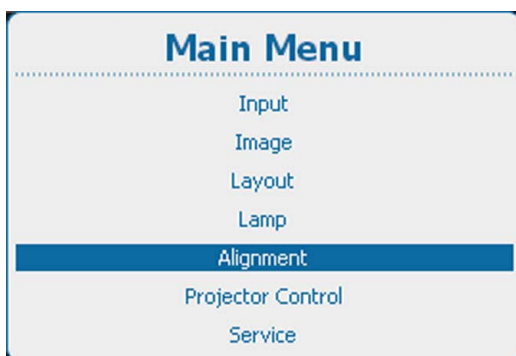 Main Menu
Input
Image
Layout
Lamp
Alignment
Projector Control
Service